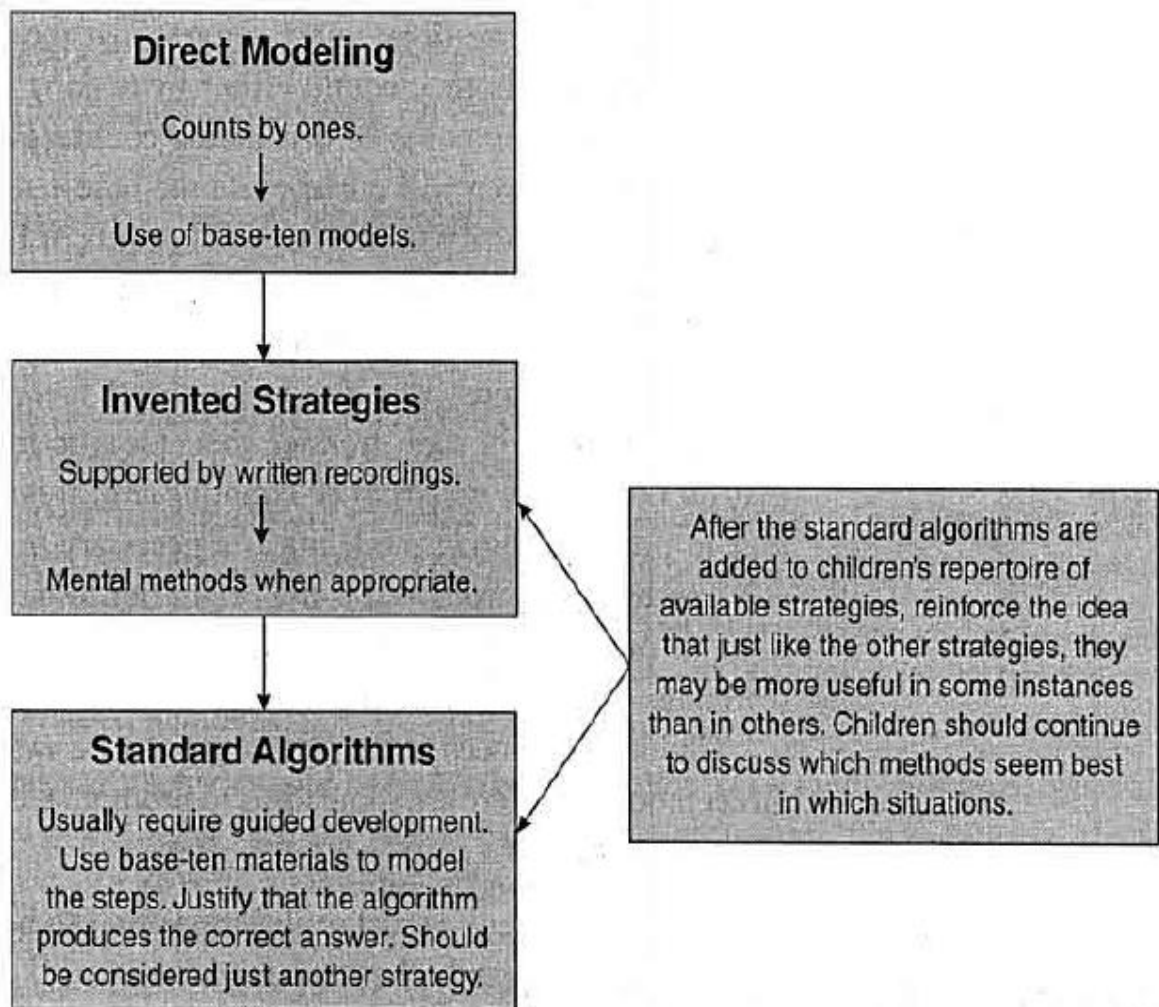 Direct Modeling
Counts by ones.
Use of base-ten models.
Invented Strategies
Supported by written recordings.
Mental methods when appropriate.
Standard Algorithms
Usually require guided development.
Use base-ten materials to model
the steps. Justify that the algorithm
produces the correct answer. Should
be considered just another strategy.
After the standard algorithms are
added to children's repertoire of
available strategies, reinforce the idea
that just like the other strategies, they
may be more useful in some instances
than in others. Children should continue
to discuss which methods seem best
in which situations.